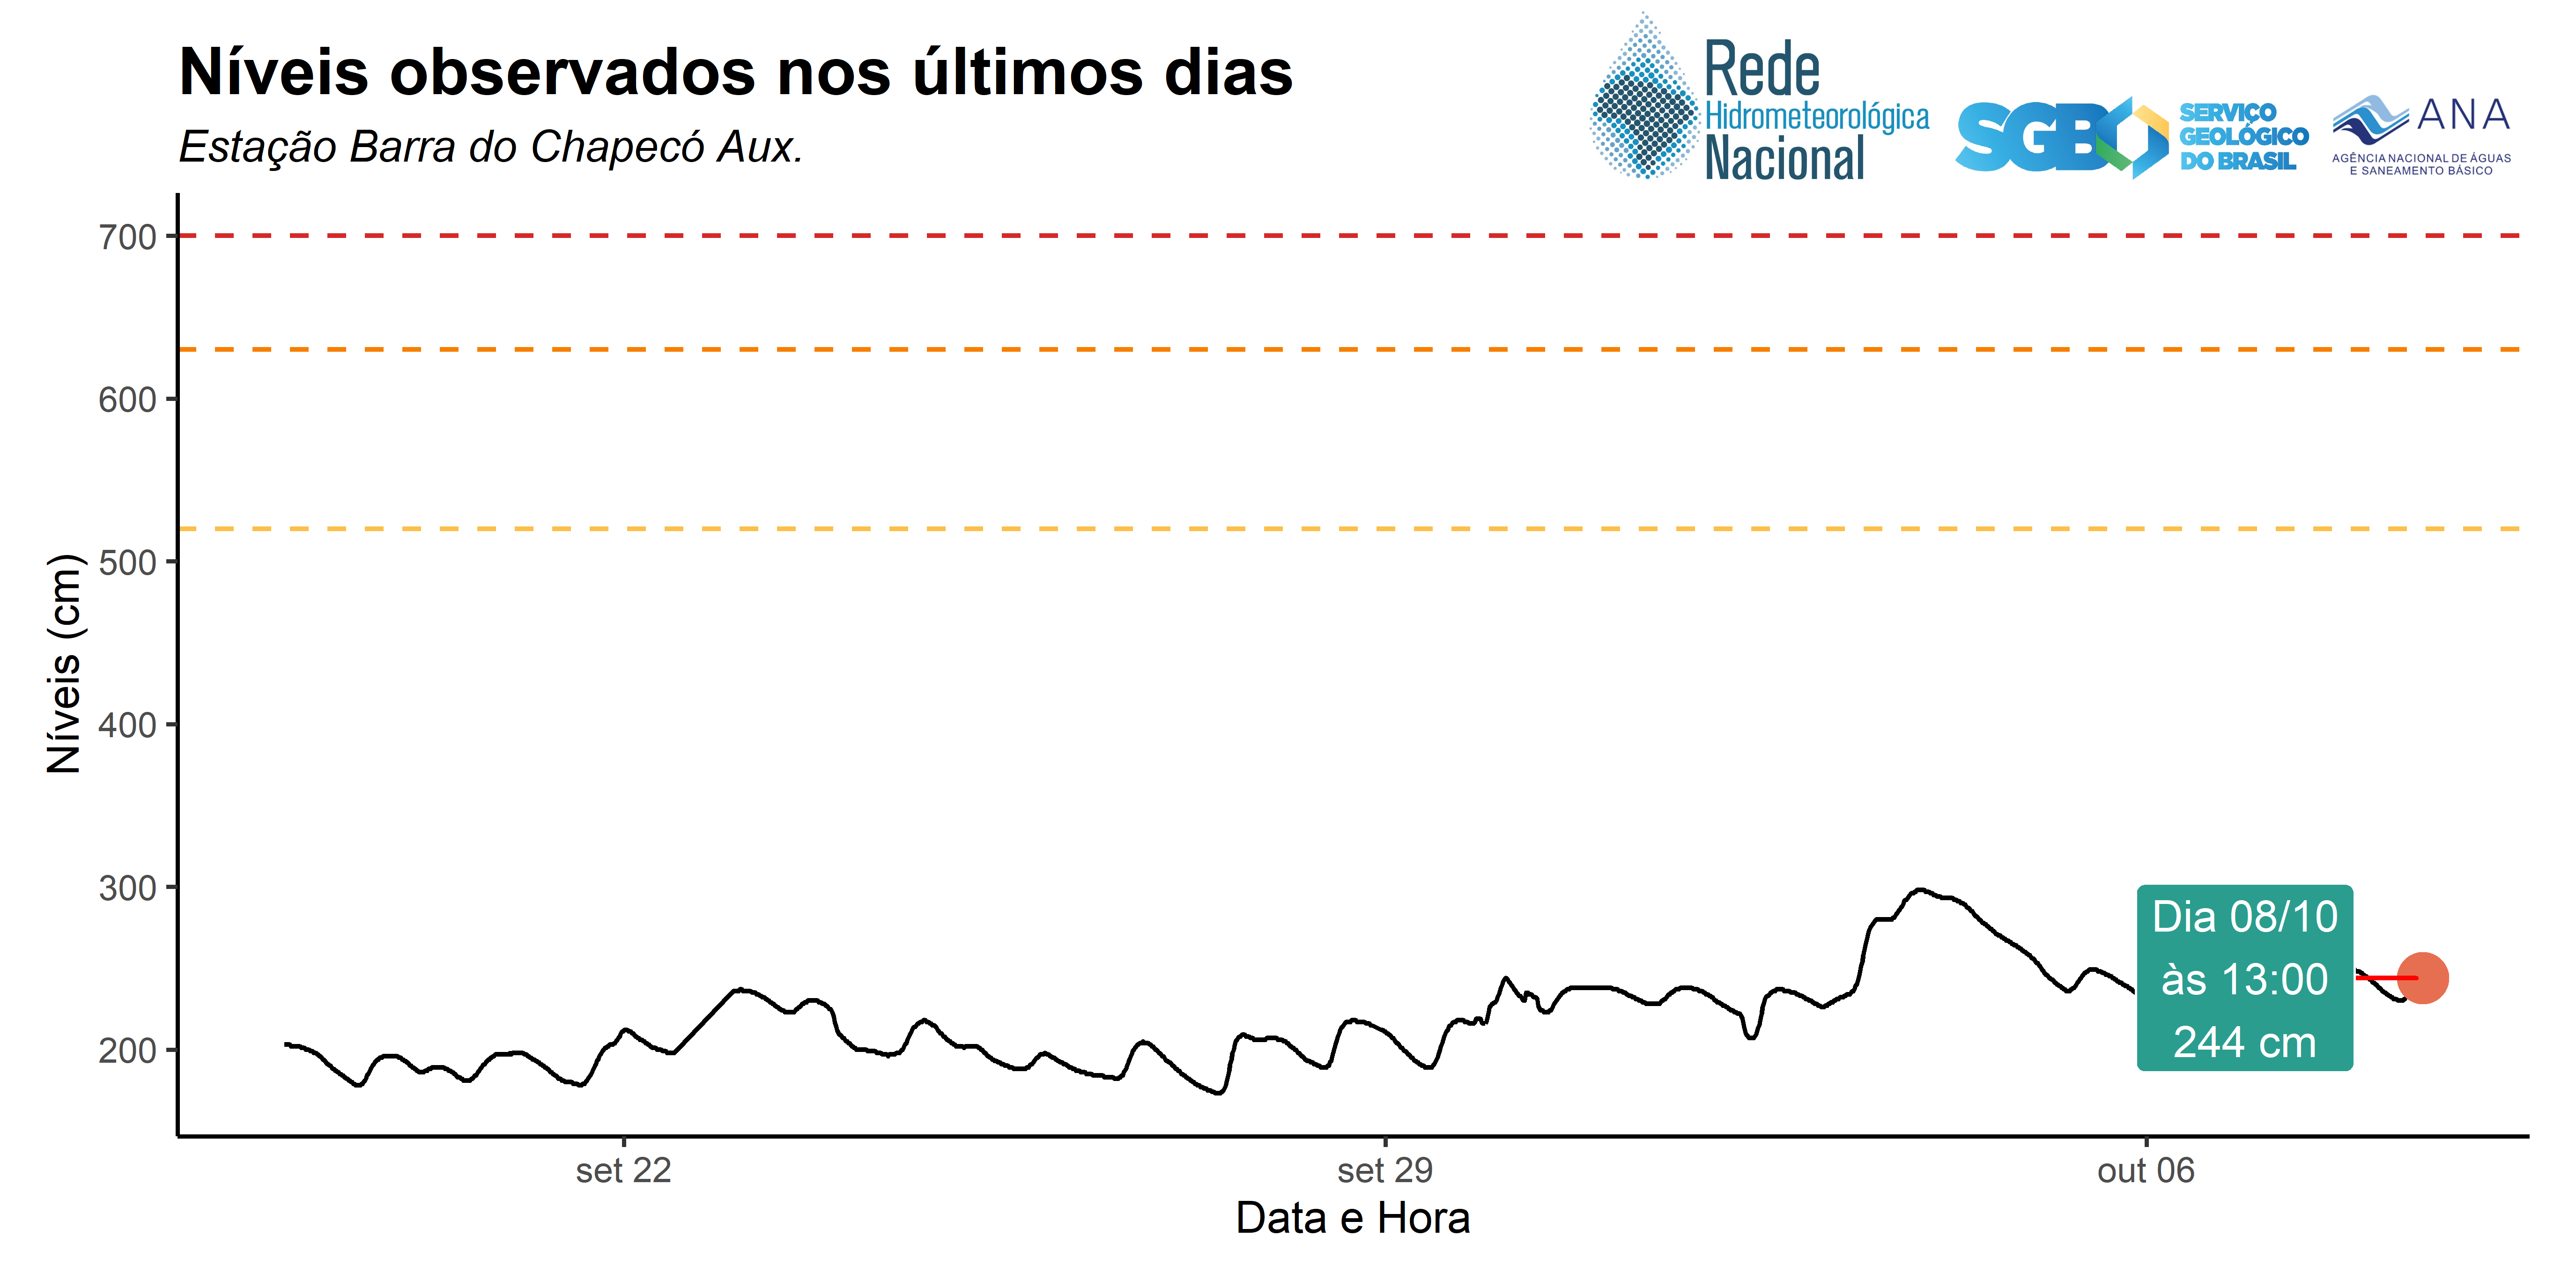 Níveis observados nos últimos dias
Estação Barra do Chapecó Aux.
Rede
Hidrometeorológica
Nacional
SGB
SERVIÇO
GEOLÓGICO
DO BRASIL
ANA
AGÊNCIA NACIONAL DE ÁGUAS
E SANEAMENTO BÁSICO
Níveis (cm)
700
600
500
400
300
200
Dia 08/10
às 13:00
244 cm
set 22
set 29
out 06
Data e Hora